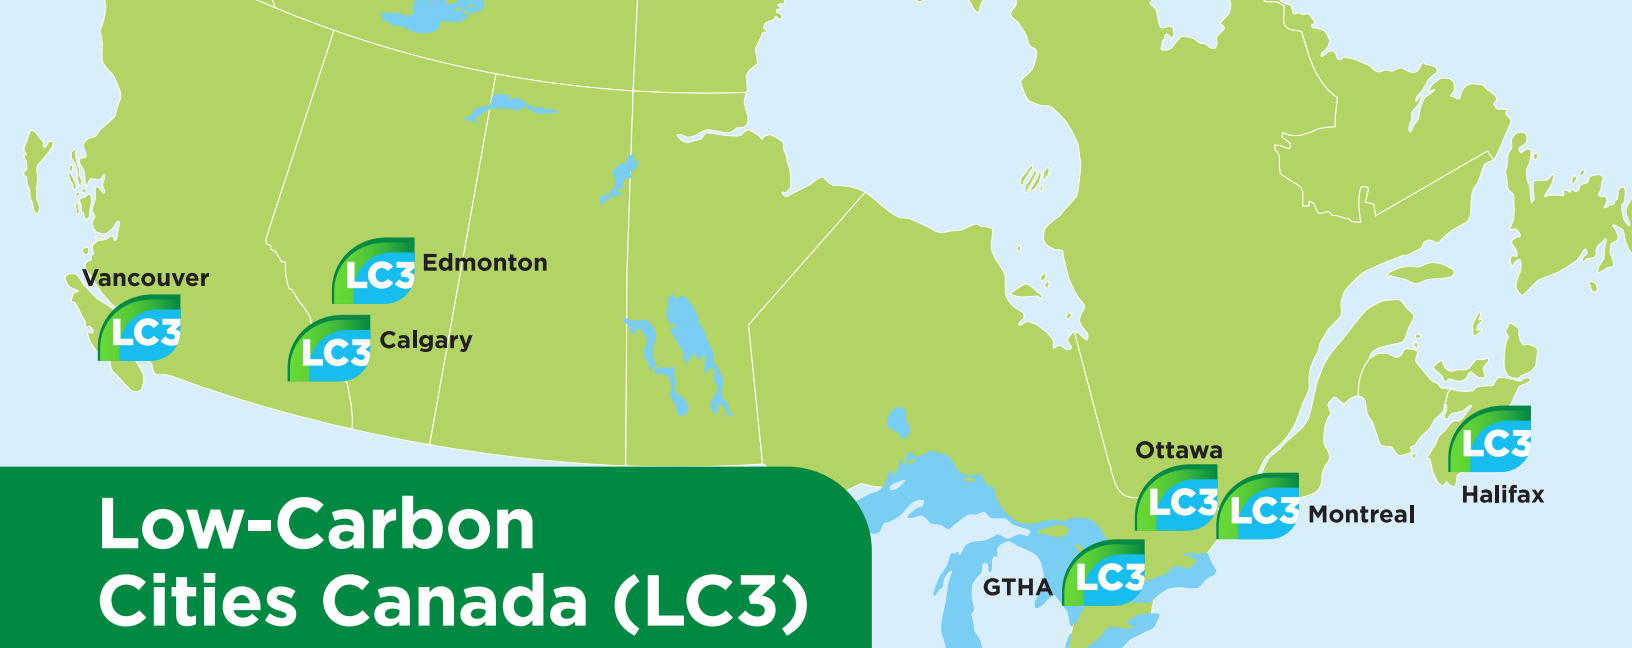 Edmonton
LC3
Vancouver
LC3
Calgary
LC3
Ottawa
LC3
LC3
Montreal
LC3
Halifax
GTHA
LC3
Low-Carbon
Cities Canada (LC3)